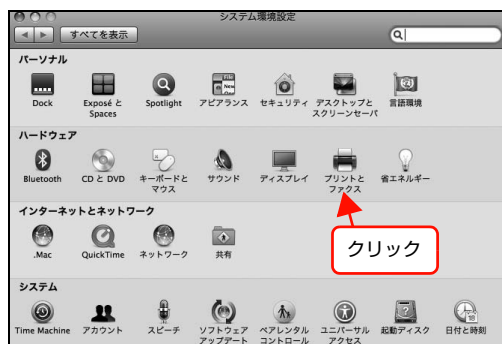 システム環境設定
すべてを表示
パーソナル
Dock
Exposé と
Spaces
Spotlight
アピアランス
セキュリティ
デスクトップと
スクリーンセーバ
言語環境
ハードウェア
Bluetooth
CD と DVD
キーボードと
マウス
サウンド
ディスプレイ
プリントと
ファクス
省エネルギー
クリック
インターネットとネットワーク
.Mac
QuickTime
ネットワーク
共有
システム
Time Machine
アカウント
スピーチ
ソフトウェア
アップデート
ペアレンタル
コントロール
ユニバーサル
アクセス
起動ディスク
日付と時刻